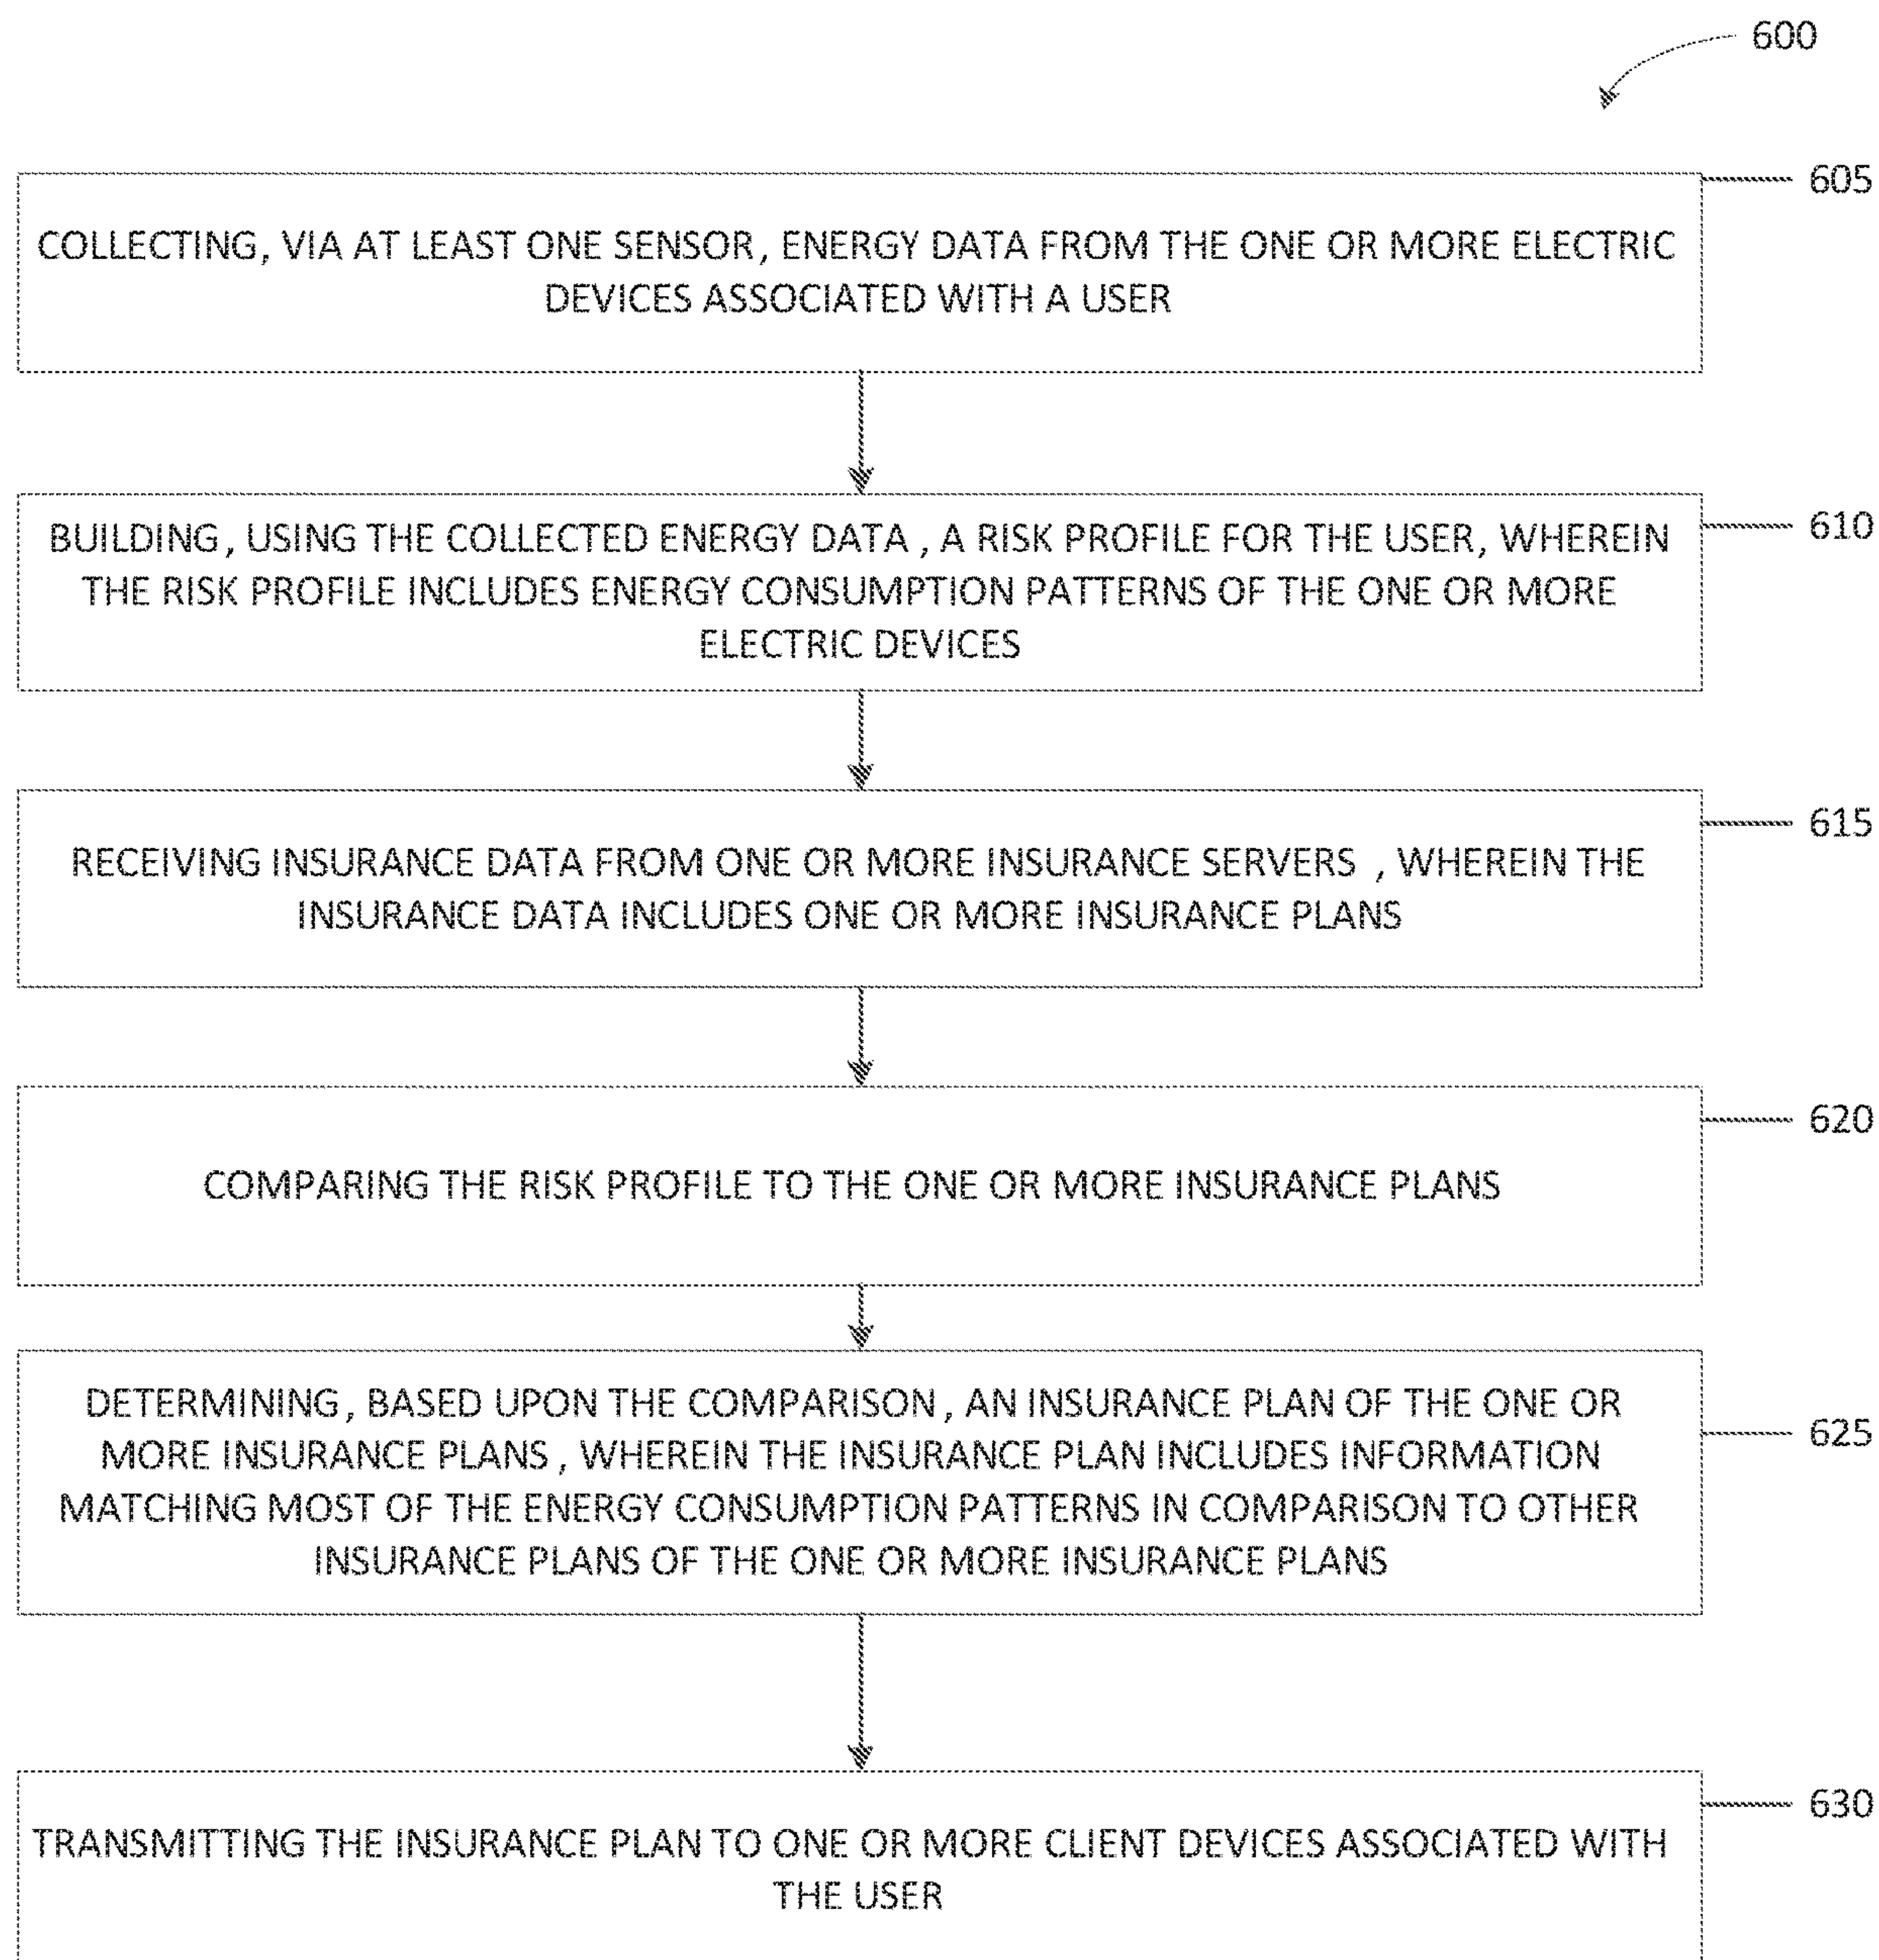 600
605
COLLECTING, VIA AT LEAST ONE SENSOR, ENERGY DATA FROM THE ONE OR MORE ELECTRIC
DEVICES ASSOCIATED WITH A USER
610
BUILDING, USING THE COLLECTED ENERGY DATA , A RISK PROFILE FOR THE USER, WHEREIN
THE RISK PROFILE INCLUDES ENERGY CONSUMPTION PATTERNS OF THE ONE OR MORE
ELECTRIC DEVICES
615
RECEIVING INSURANCE DATA FROM ONE OR MORE INSURANCE SERVERS , WHEREIN THE
INSURANCE DATA INCLUDES ONE OR MORE INSURANCE PLANS
620
COMPARING THE RISK PROFILE TO THE ONE OR MORE INSURANCE PLANS
625
DETERMINING, BASED UPON THE COMPARISON, AN INSURANCE PLAN OF THE ONE OR
MORE INSURANCE PLANS , WHEREIN THE INSURANCE PLAN INCLUDES INFORMATION
MATCHING MOST OF THE ENERGY CONSUMPTION PATTERNS IN COMPARISON TO OTHER
INSURANCE PLANS OF THE ONE OR MORE INSURANCE PLANS
630
TRANSMITTING THE INSURANCE PLAN TO ONE OR MORE CLIENT DEVICES ASSOCIATED WITH
THE USER